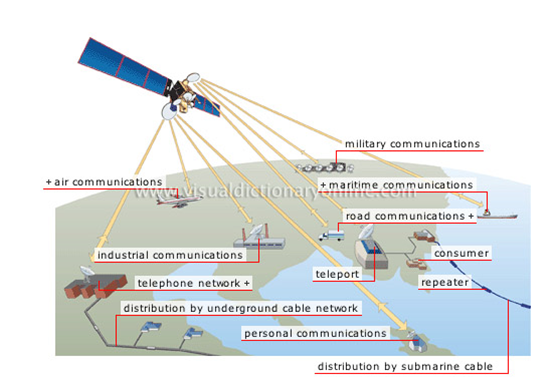 military communications
+ air communications
+ maritime communications
www.visualdictionaryonline.com
road communications +
industrial communications
consumer
teleport
telephone network +
repeater
distribution by underground cable network
personal communications
distribution by submarine cable